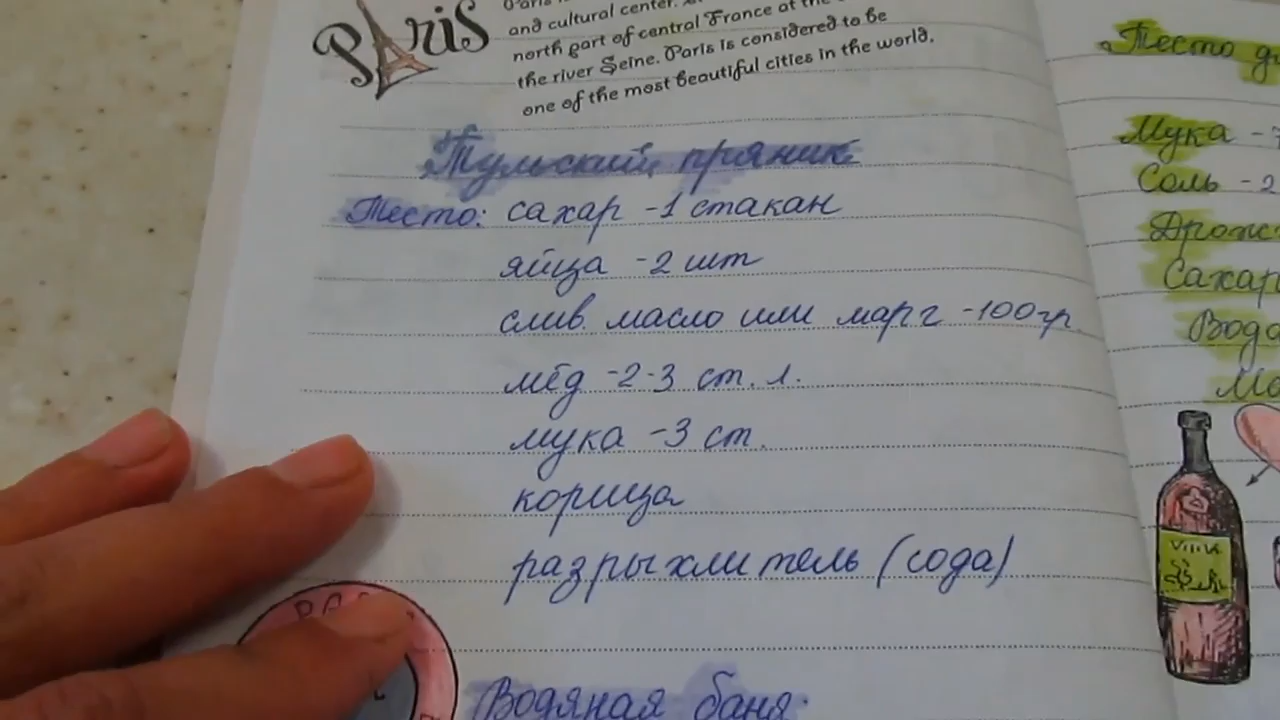 PARIS
and cultural center.
north part of central France at the
the river Seine. Paris is considered to be
one of the most beautiful cities in the world.
Тульский пряник
Тесто: сахар -1 стакан
яйца -2 шт
слив. масло или марг -100гр.
мёд -2-3 ст. л.
мука -3 ст.
корица
разрыхлитель (сода)
Водяная баня:
Тесто
Мука -
Соль - 2
Сахар
Вода